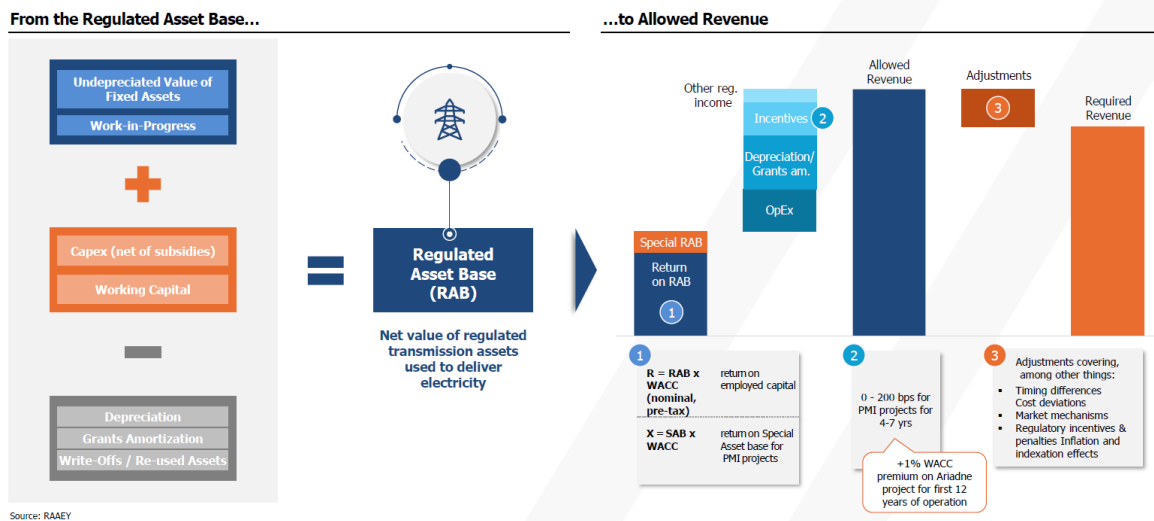 From the Regulated Asset Base…
Undepreciated Value of
Fixed Assets
Work-in-Progress
Capex (net of subsidies)
Working Capital
Depreciation
Grants Amortization
Write-Offs / Re-used Assets
Regulated
Asset Base
(RAB)
Net value of regulated
transmission assets
used to deliver
electricity
…to Allowed Revenue
Special RAB
Return
on RAB
1
Other reg.
income
Incentives
2
Depreciation/
Grants am.
OpEx
Allowed
Revenue
Adjustments
3
Required
Revenue
1
R = RAB x
WACC
(nominal,
pre-tax)
return on
employed capital
X = SAB x
WACC
return on Special
Asset base for
PMI projects
2
0 - 200 bps for
PMI projects for
4-7 yrs
+1% WACC
premium on Ariadne
project for first 12
years of operation
3
Adjustments covering,
among other things:
▪ Timing differences
Cost deviations
▪ Market mechanisms
▪ Regulatory incentives &
penalties Inflation and
indexation effects
Source: RAAEY